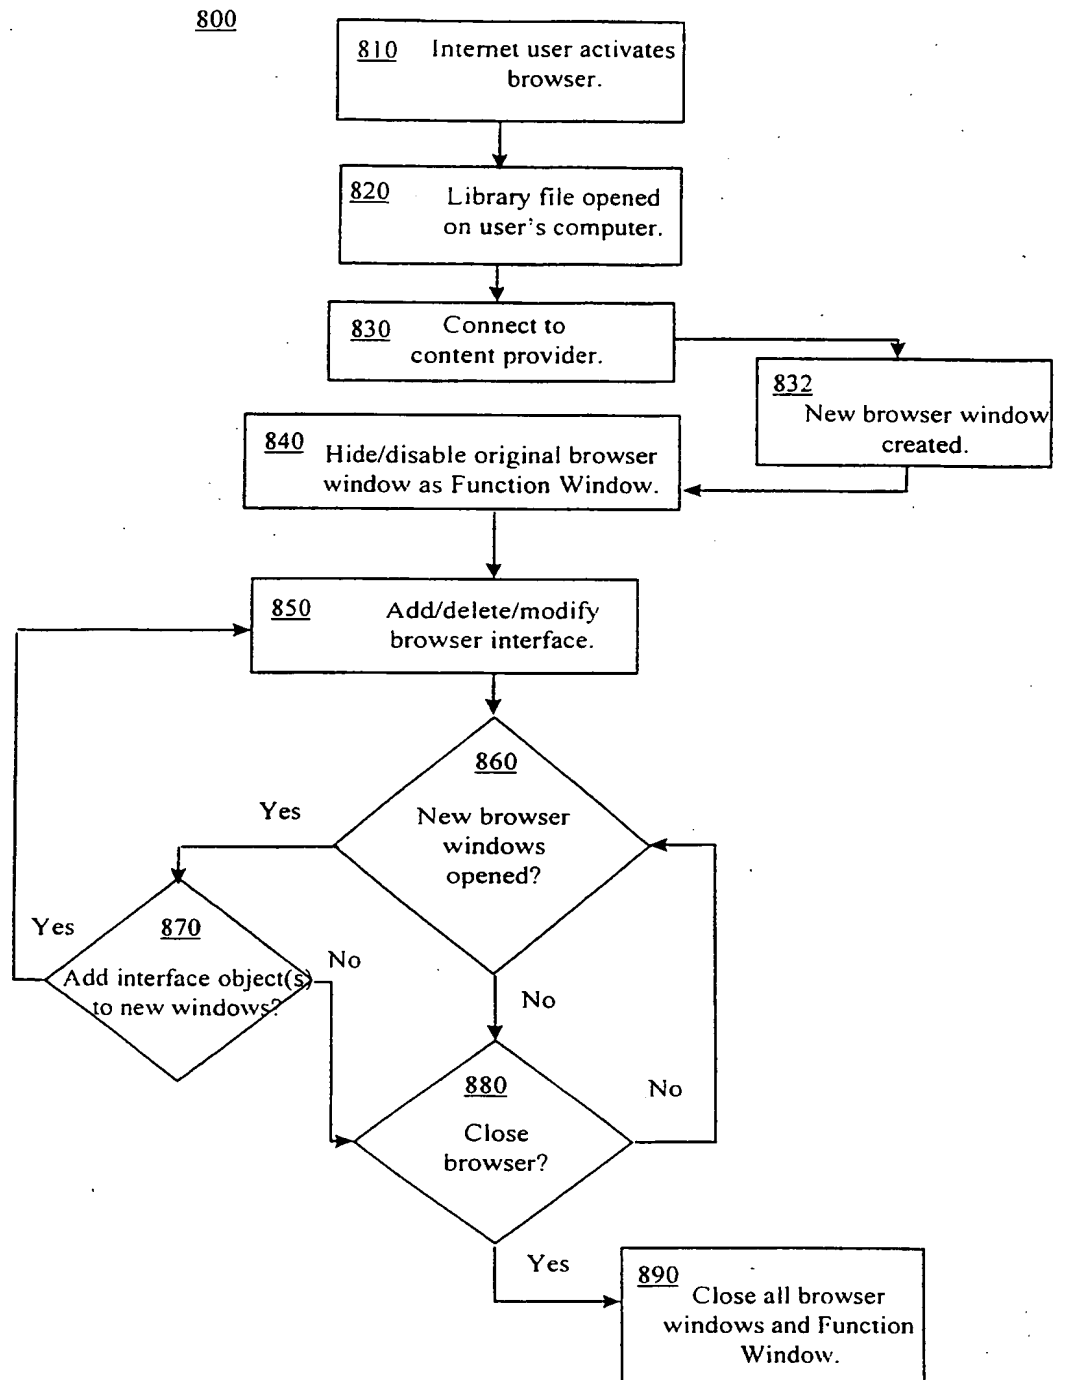 800
810 Internet user activates
browser.
820 Library file opened
on user's computer.
830 Connect to
content provider.
832
New browser window
created.
840 Hide/disable original browser
window as Function Window.
850 Add/delete/modify
browser interface.
860
New browser
windows
opened?
Yes
870
Add interface object(s)
to new windows?
Yes
No
No
880
Close
browser?
No
Yes
890
Close all browser
windows and Function
Window.